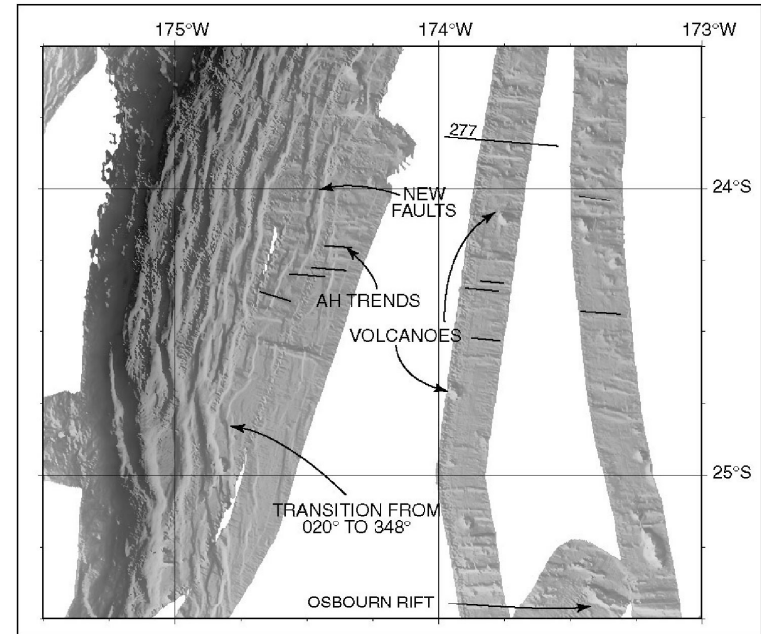 175°W
174°W
173°W
277
24°S
NEW
FAULTS
AH TRENDS
VOLCANOES
25°S
TRANSITION FROM
020° TO 348°
OSBOURN RIFT